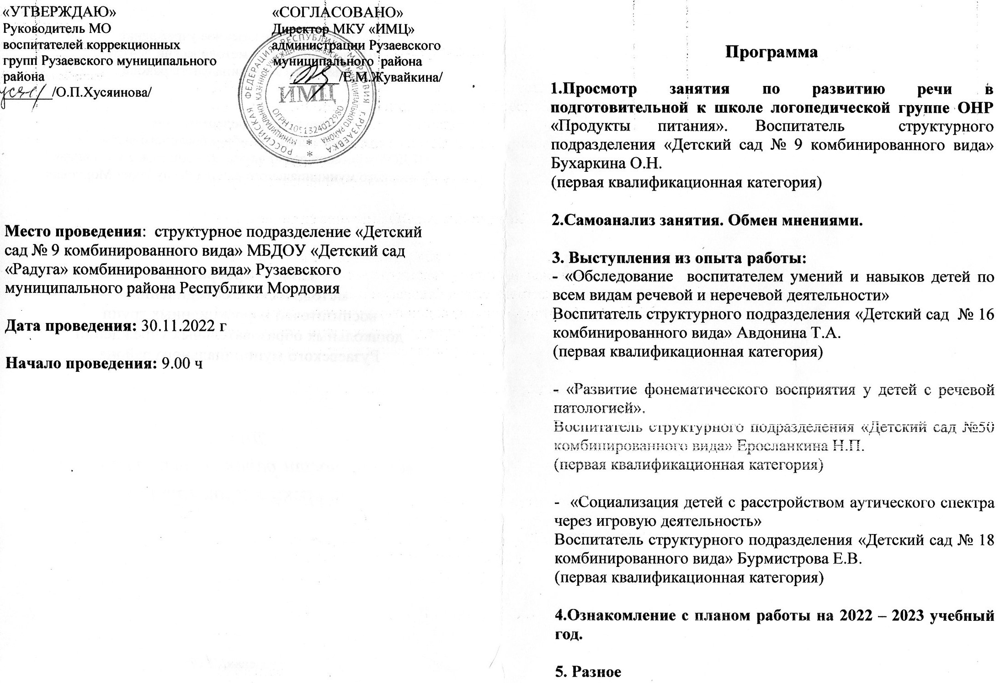 «УТВЕРЖДАЮ»
Руководитель МО
воспитателей коррекционных
групп Рузаевского муниципального
района
/О.П.Хусяинова/
«СОГЛАСОВАНО»
Директор МКУ «ИМЦ»
администрации Рузаевского
муниципального района
/Е.М.Жувайкина/
РОССИЙСКАЯ ФЕДЕРАЦИЯ РЕСПУБЛИКА МОРДОВИЯ г.РУЗАЕВКА
ИМЦ
ОГРН 1051324022980
Место проведения: структурное подразделение «Детский
сад № 9 комбинированного вида» МБДОУ «Детский сад
«Радуга» комбинированного вида» Рузаевского
муниципального района Республики Мордовия
Дата проведения: 30.11.2022 г
Начало проведения: 9.00 ч
Программа
1.Просмотр занятия по развитию речи в
подготовительной к школе логопедической группе ОНР
«Продукты питания». Воспитатель структурного
подразделения «Детский сад № 9 комбинированного вида»
Бухаркина О.Н.
(первая квалификационная категория)
2.Самоанализ занятия. Обмен мнениями.
3. Выступления из опыта работы:
- «Обследование воспитателем умений и навыков детей по
всем видам речевой и неречевой деятельности»
Воспитатель структурного подразделения «Детский сад № 16
комбинированного вида» Авдонина Т.А.
(первая квалификационная категория)
- «Развитие фонематического восприятия у детей с речевой
патологией».
Воспитатель структурного подразделения «Детский сад №50
комбинированного вида» Еросланкина Н.П.
(первая квалификационная категория)
- «Социализация детей с расстройством аутического спектра
через игровую деятельность»
Воспитатель структурного подразделения «Детский сад № 18
комбинированного вида» Бурмистрова Е.В.
(первая квалификационная категория)
4.Ознакомление с планом работы на 2022 – 2023 учебный
год.
5. Разное